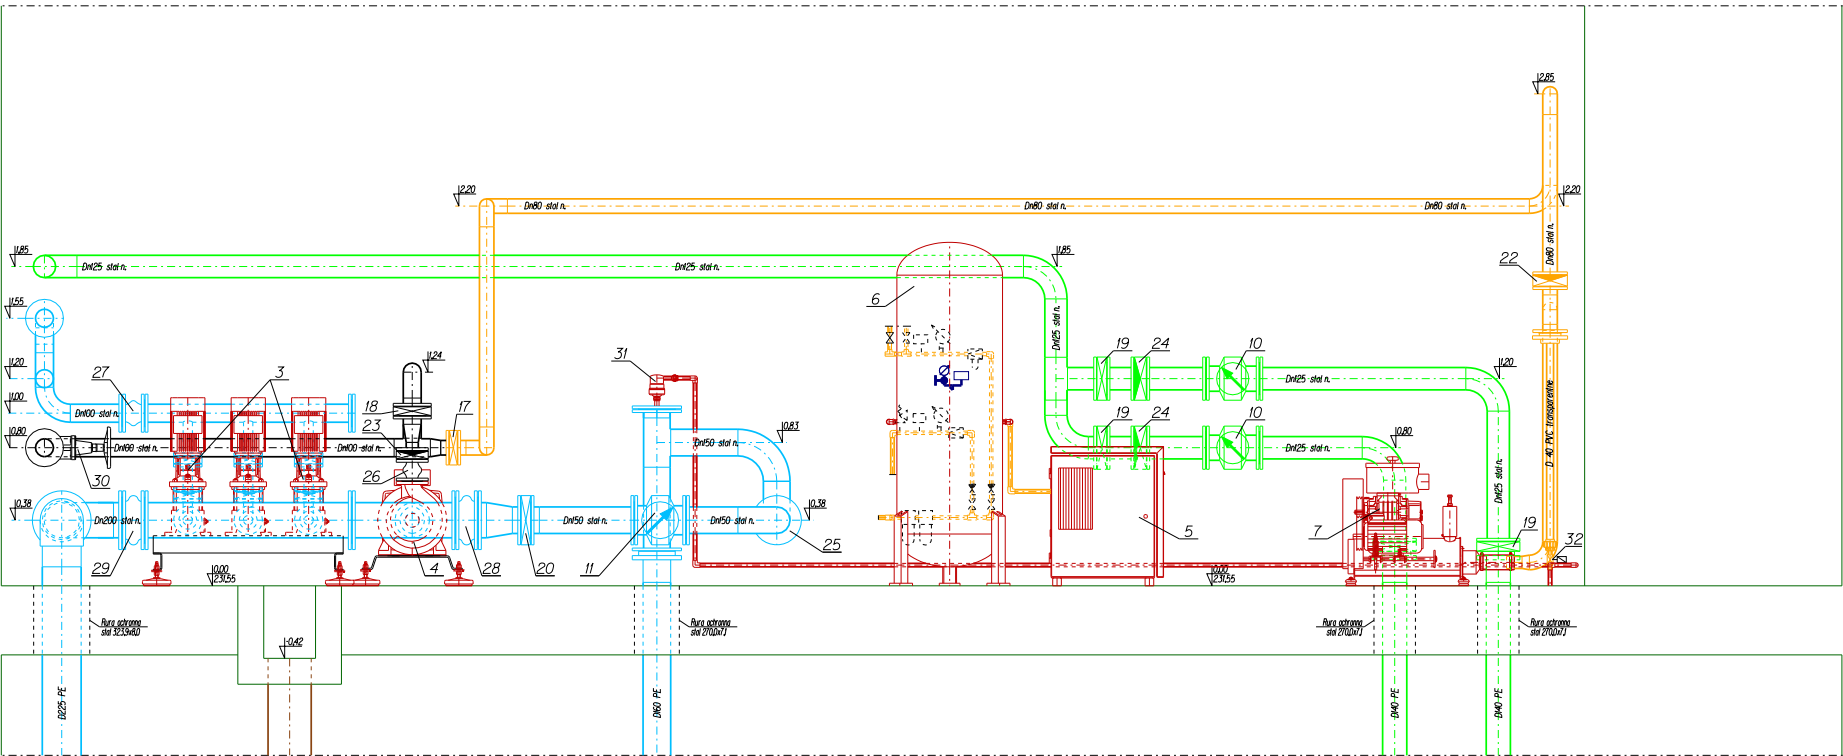 2,85
2,20
Dn80 stal n.
Dn80 stal n.
Dn80 stal n.
2,20
Dn80 stal n.
1,85
Dn125 stal n.
Dn125 stal n.
1,85
22
6
1,55
Dn125 stal n.
31
19
24
10
1,24
1,20
27
3
Dn125 stal n.
1,20
1,00
Dn100 stal n.
18
17
19
24
10
D 40 PVC transparentne
0,80
23
Dn100 stal n.
Dn100 stal n.
Dn150 stal n.
0,83
Dn125 stal n.
0,80
30
26
Dn125 stal n.
0,38
Dn200 stal n.
Dn150 stal n.
Dn150 stal n.
0,38
5
7
19
32
29
4
28
20
11
25
0,00
231,55
0,00
231,55
Rura ochronna
stal 323,9x8,0
Rura ochronna
stal 270,0x7,1
Rura ochronna
stal 270,0x7,1
Rura ochronna
stal 270,0x7,1
-0,42
D225 PE
D160 PE
D140 PE
D140 PE